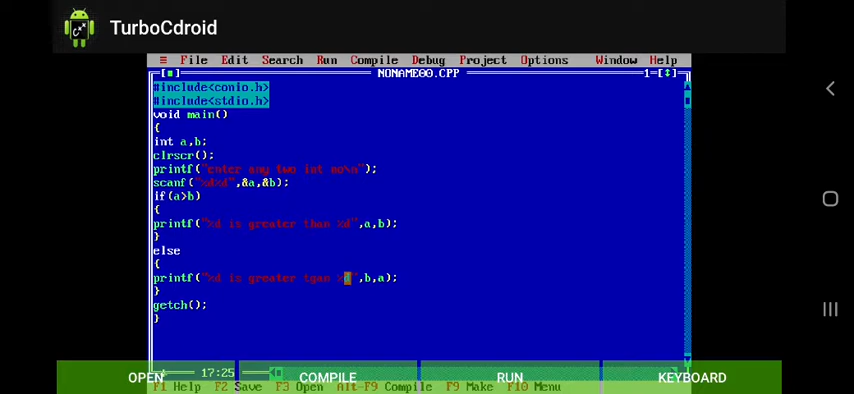 TurboCdroid
≡ File Edit Search Run Compile Debug Project Options Window Help
[■] NONAME00.CPP 1=[↕]
#include<conio.h>
#include<stdio.h>
void main()
{
int a,b;
clrscr();
printf("enter any two int no\n");
scanf("%d%d",&a,&b);
if(a>b)
{
printf("%d is greater than %d",a,b);
}
else
{
printf("%d is greater tgan %d",b,a);
}
getch();
}
17:25
OPEN COMPILE RUN KEYBOARD
F1 Help F2 Save F3 Open Alt-F9 Compile F9 Make F10 Menu